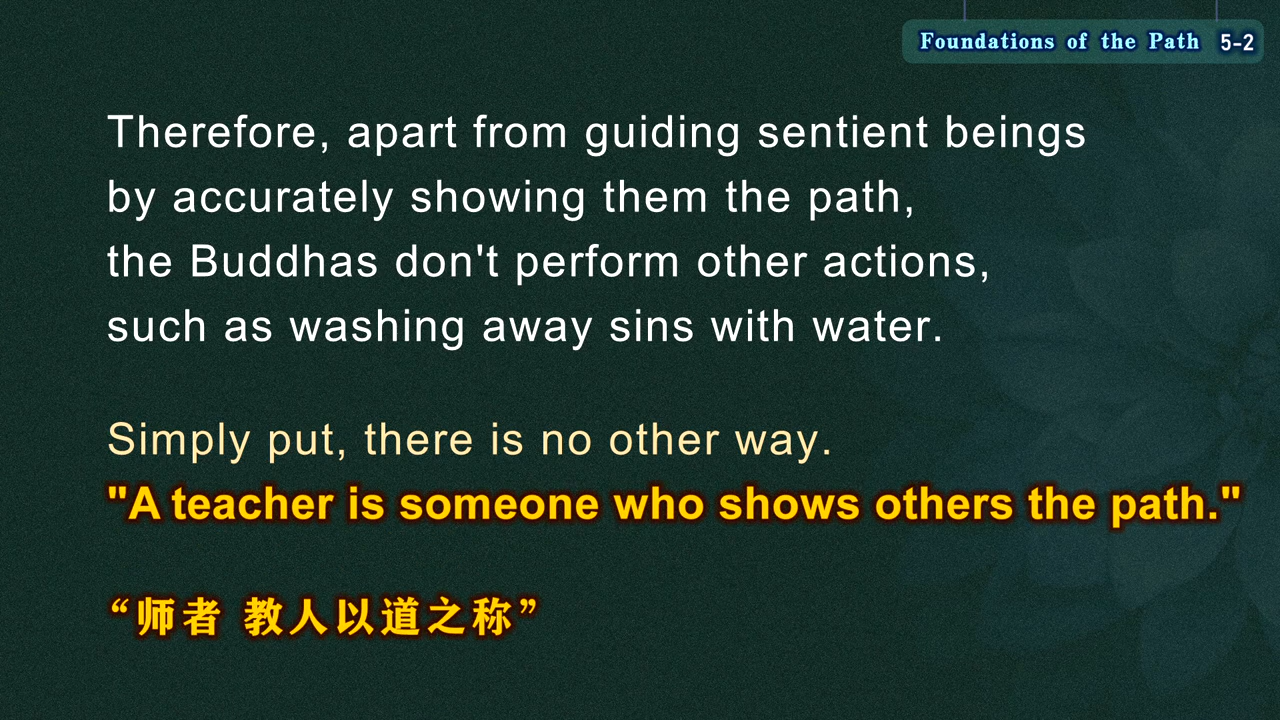 Foundations of the Path 5-2
Therefore, apart from guiding sentient beings
by accurately showing them the path,
the Buddhas don't perform other actions,
such as washing away sins with water.
Simply put, there is no other way.
"A teacher is someone who shows others the path."
“师者 教人以道之称”